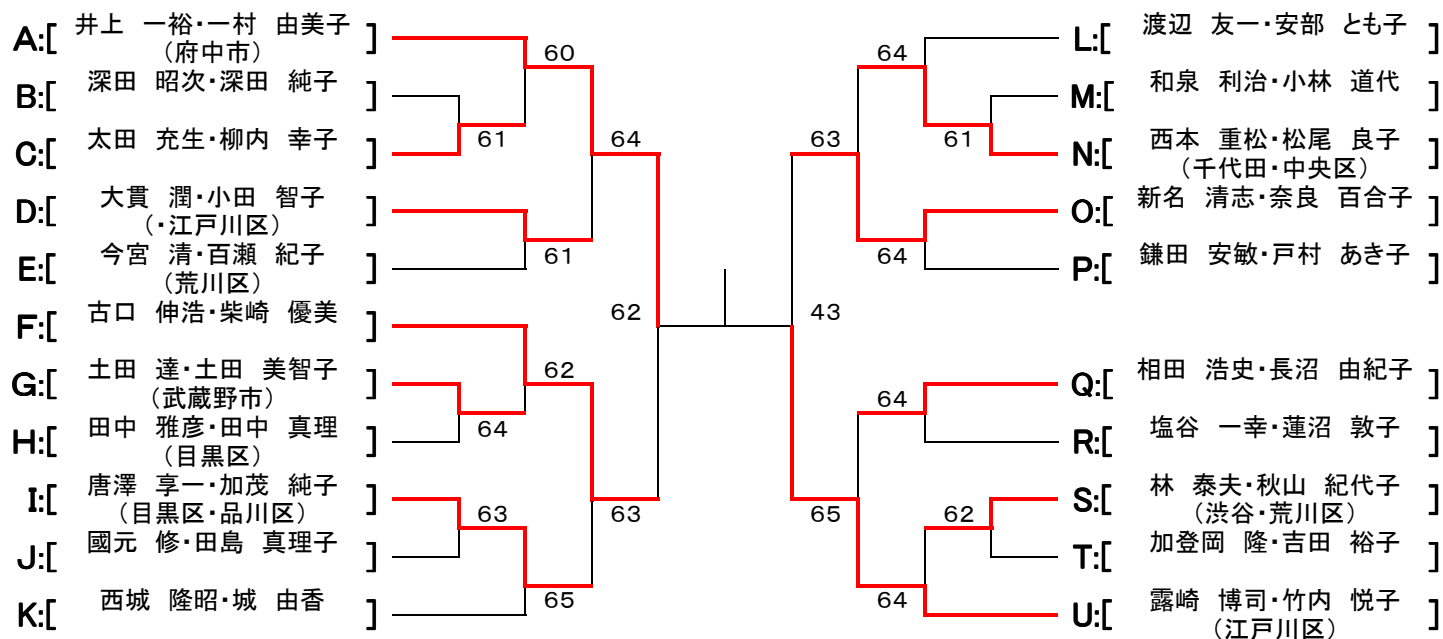 A:[ 井上 一裕・一村 由美子 ]
(府中市)
B:[ 深田 昭次・深田 純子 ]
C:[ 太田 充生・柳内 幸子 ]
D:[ 大貫 潤・小田 智子 ]
(・江戸川区)
E:[ 今宮 清・百瀬 紀子 ]
(荒川区)
F:[ 古口 伸浩・柴崎 優美 ]
G:[ 土田 達・土田 美智子 ]
(武蔵野市)
H:[ 田中 雅彦・田中 真理 ]
(目黒区)
I:[ 唐澤 享一・加茂 純子 ]
(目黒区・品川区)
J:[ 國元 修・田島 真理子 ]
K:[ 西城 隆昭・城 由香 ]
60
61
64
61
62
62
64
63
63
65
64
61
63
64
43
64
65
62
64
L:[ 渡辺 友一・安部 とも子 ]
M:[ 和泉 利治・小林 道代 ]
N:[ 西本 重松・松尾 良子 ]
(千代田・中央区)
O:[ 新名 清志・奈良 百合子 ]
P:[ 鎌田 安敏・戸村 あき子 ]
Q:[ 相田 浩史・長沼 由紀子 ]
R:[ 塩谷 一幸・蓮沼 敦子 ]
S:[ 林 泰夫・秋山 紀代子 ]
(渋谷・荒川区)
T:[ 加登岡 隆・吉田 裕子 ]
U:[ 露崎 博司・竹内 悦子 ]
(江戸川区)